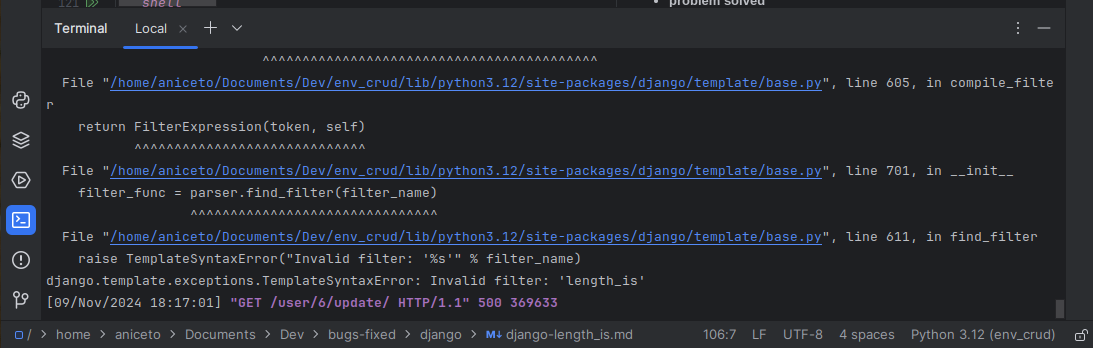 121 shell
problem solved
Terminal Local
^^^^^^^^^^^^^^^^^^^^^^^^^^^^^^^^^^^^^^^^^^
File "/home/aniceto/Documents/Dev/env_crud/lib/python3.12/site-packages/django/template/base.py", line 605, in compile_filte
r
return FilterExpression(token, self)
^^^^^^^^^^^^^^^^^^^^^^^^^^^^^
File "/home/aniceto/Documents/Dev/env_crud/lib/python3.12/site-packages/django/template/base.py", line 701, in __init__
filter_func = parser.find_filter(filter_name)
^^^^^^^^^^^^^^^^^^^^^^^^^^^^^^^
File "/home/aniceto/Documents/Dev/env_crud/lib/python3.12/site-packages/django/template/base.py", line 611, in find_filter
raise TemplateSyntaxError("Invalid filter: '%s'" % filter_name)
django.template.exceptions.TemplateSyntaxError: Invalid filter: 'length_is'
[09/Nov/2024 18:17:01] "GET /user/6/update/ HTTP/1.1" 500 369633
/ > home > aniceto > Documents > Dev > bugs-fixed > django > M↓ django-length_is.md 106:7 LF UTF-8 4 spaces Python 3.12 (env_crud)